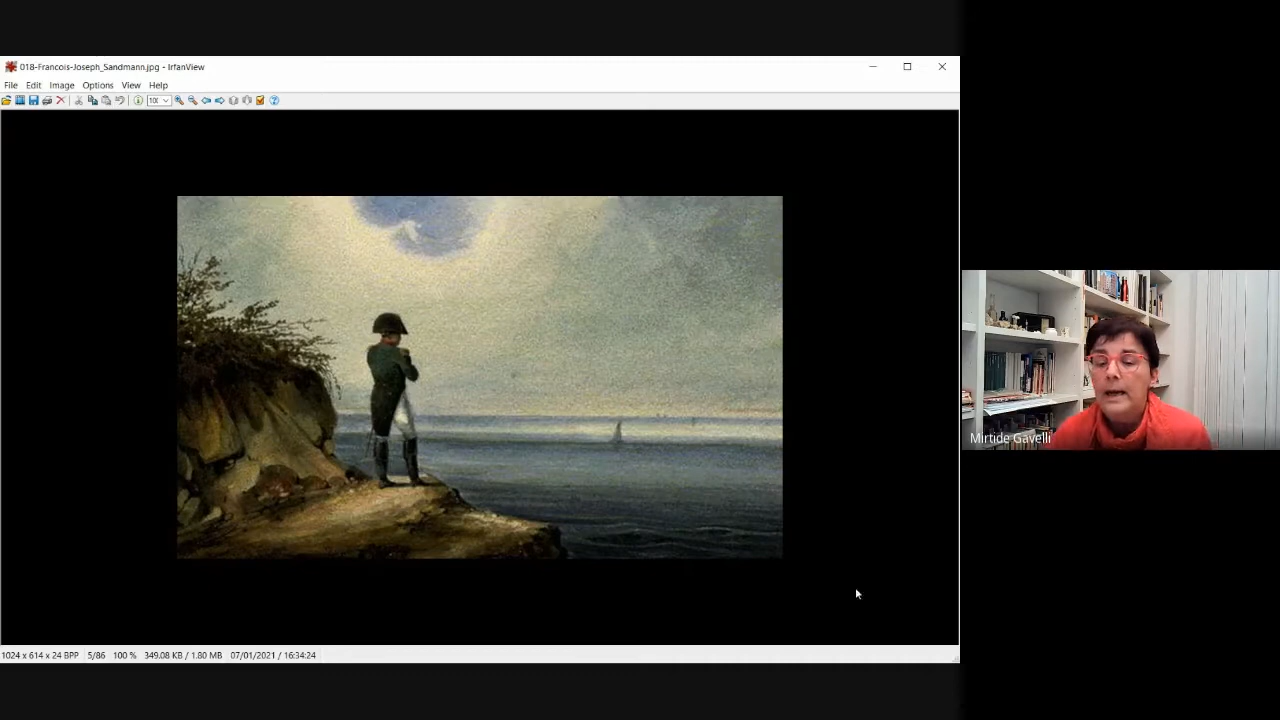 018-Francois-Joseph_Sandmann.jpg - IrfanView
File Edit Image Options View Help
100
1024 x 614 x 24 BPP 5/86 100 % 349.08 KB / 1.80 MB 07/01/2021 / 16:34:24
Mirtide Gavelli